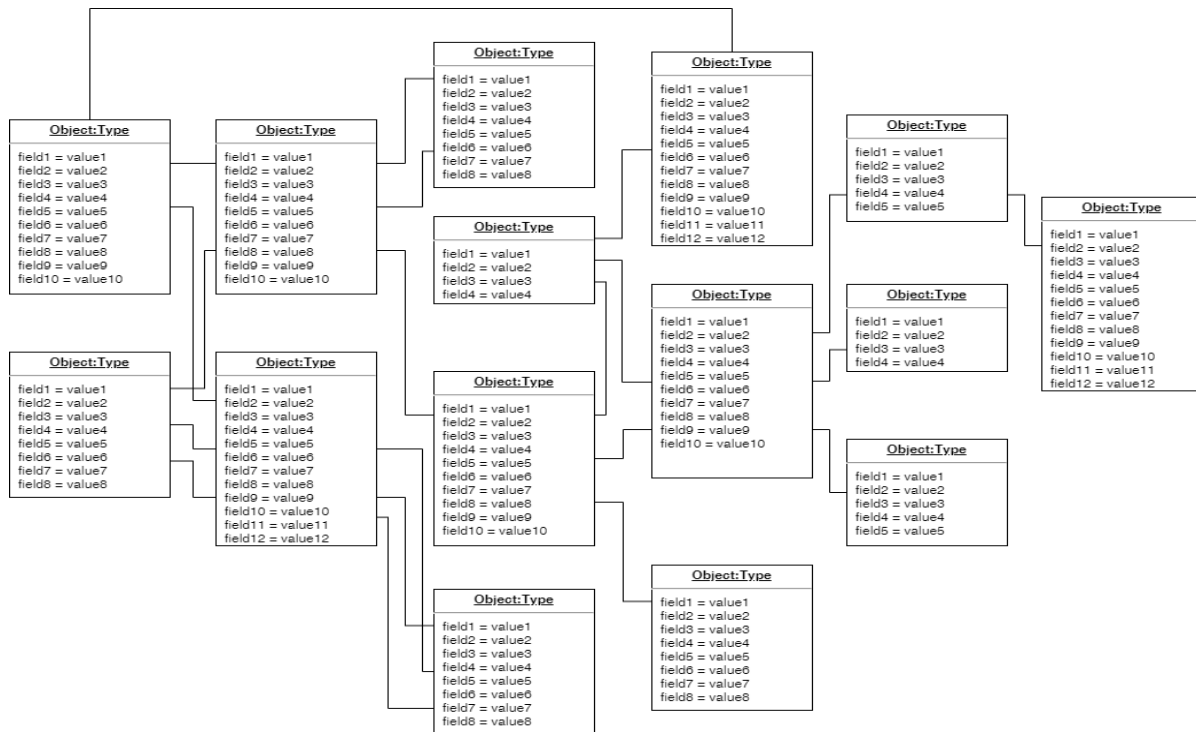 Object:Type
field1 = value1
field2 = value2
field3 = value3
field4 = value4
field5 = value5
field6 = value6
field7 = value7
field8 = value8
field9 = value9
field10 = value10
Object:Type
field1 = value1
field2 = value2
field3 = value3
field4 = value4
field5 = value5
field6 = value6
field7 = value7
field8 = value8
Object:Type
field1 = value1
field2 = value2
field3 = value3
field4 = value4
field5 = value5
field6 = value6
field7 = value7
field8 = value8
field9 = value9
field10 = value10
Object:Type
field1 = value1
field2 = value2
field3 = value3
field4 = value4
field5 = value5
field6 = value6
field7 = value7
field8 = value8
field9 = value9
field10 = value10
field11 = value11
field12 = value12
Object:Type
field1 = value1
field2 = value2
field3 = value3
field4 = value4
field5 = value5
field6 = value6
field7 = value7
field8 = value8
Object:Type
field1 = value1
field2 = value2
field3 = value3
field4 = value4
Object:Type
field1 = value1
field2 = value2
field3 = value3
field4 = value4
field5 = value5
field6 = value6
field7 = value7
field8 = value8
field9 = value9
field10 = value10
Object:Type
field1 = value1
field2 = value2
field3 = value3
field4 = value4
field5 = value5
field6 = value6
field7 = value7
field8 = value8
Object:Type
field1 = value1
field2 = value2
field3 = value3
field4 = value4
field5 = value5
field6 = value6
field7 = value7
field8 = value8
field9 = value9
field10 = value10
field11 = value11
field12 = value12
Object:Type
field1 = value1
field2 = value2
field3 = value3
field4 = value4
field5 = value5
field6 = value6
field7 = value7
field8 = value8
field9 = value9
field10 = value10
Object:Type
field1 = value1
field2 = value2
field3 = value3
field4 = value4
field5 = value5
field6 = value6
field7 = value7
field8 = value8
Object:Type
field1 = value1
field2 = value2
field3 = value3
field4 = value4
field5 = value5
Object:Type
field1 = value1
field2 = value2
field3 = value3
field4 = value4
Object:Type
field1 = value1
field2 = value2
field3 = value3
field4 = value4
field5 = value5
Object:Type
field1 = value1
field2 = value2
field3 = value3
field4 = value4
field5 = value5
field6 = value6
field7 = value7
field8 = value8
field9 = value9
field10 = value10
field11 = value11
field12 = value12